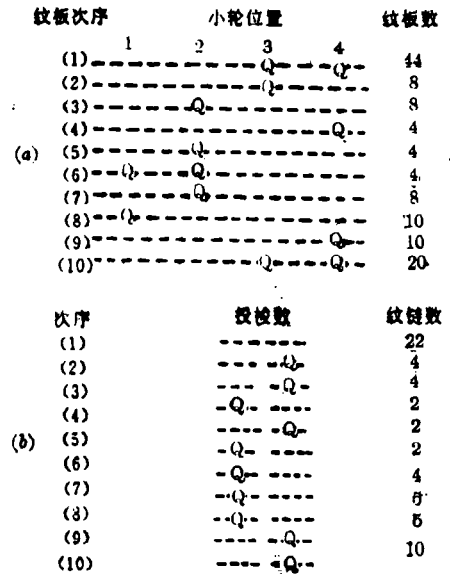 纹板次序 小轮位置 纹板数
1 2 3 4
(1) Q Q 44
(2) Q 8
(3) Q 8
(4) Q 4
(a) (5) Q 4
(6) Q Q 4
(7) Q 8
(8) Q 10
(9) Q 10
(10) Q Q 20
次序 投梭数 纹链数
(1) 22
(2) Q 4
(3) Q 4
(4) Q 2
(5) Q 2
(b) (6) Q 2
(7) Q 4
(8) Q 5
(9) Q 5
(10) Q 10
Q